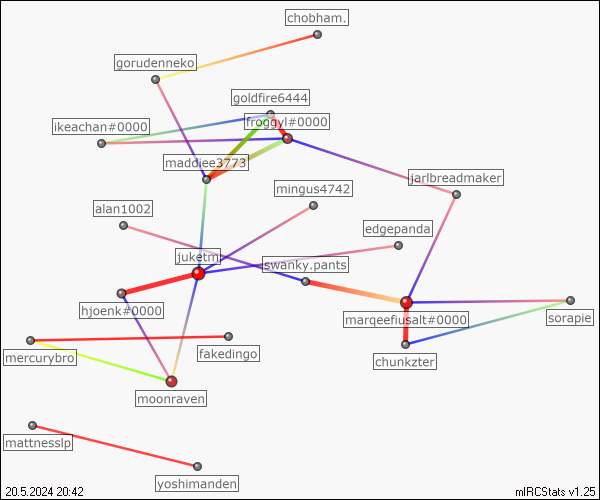 chobham.
gorudenneko
goldfire6444
froggyl#0000
ikeachan#0000
maddiee3773
jarlbreadmaker
mingus4742
alan1002
edgepanda
juketm
swanky.pants
hjoenk#0000
marqeefiusalt#0000
sorapie
fakedingo
mercurybro
chunkzter
moonraven
mattnesslp
yoshimanden
20.5.2024 20:42
mIRCStats v1.25